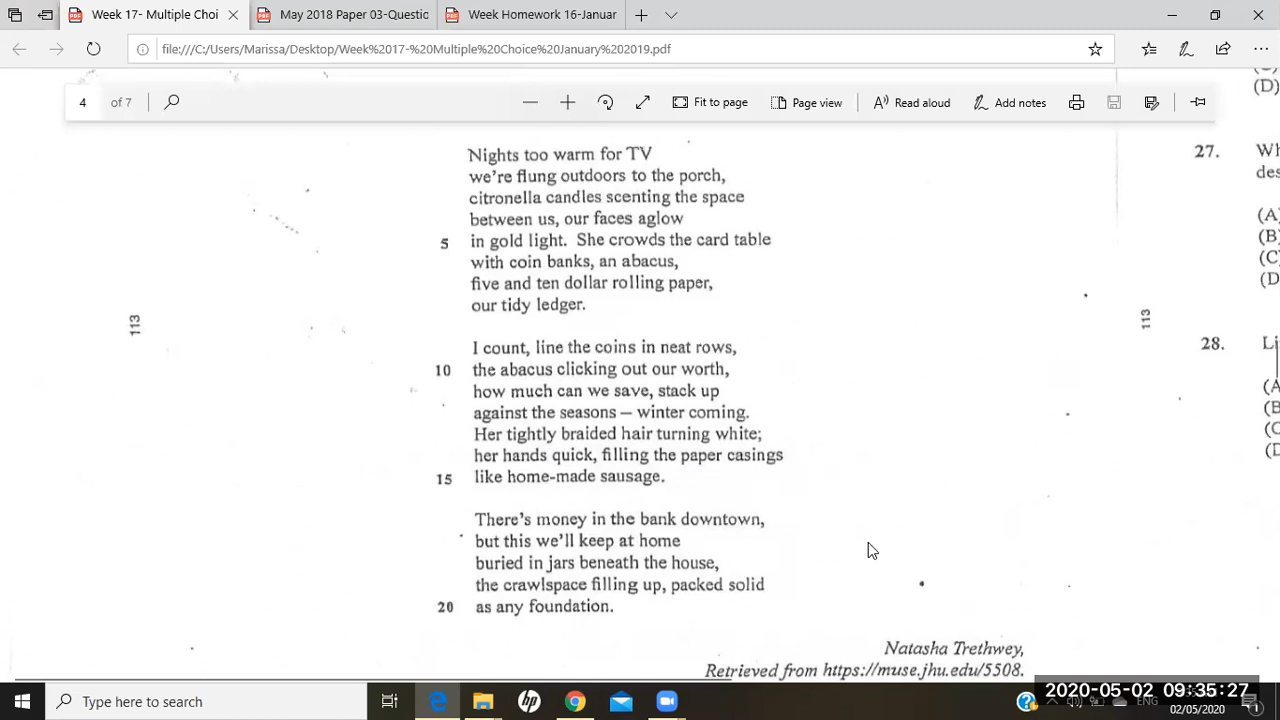 Week 17- Multiple Choi
May 2018 Paper 03-Questio
Week Homework 16-Januar
file:///C:/Users/Marissa/Desktop/Week%2017-%20Multiple%20Choice%20January%202019.pdf
4 of 7
Fit to page
Page view
Read aloud
Add notes
(D)
Nights too warm for TV
we're flung outdoors to the porch,
citronella candles scenting the space
between us, our faces aglow
5 in gold light. She crowds the card table
with coin banks, an abacus,
five and ten dollar rolling paper,
our tidy ledger.
I count, line the coins in neat rows,
10 the abacus clicking out our worth,
how much can we save, stack up
against the seasons – winter coming.
Her tightly braided hair turning white;
her hands quick, filling the paper casings
15 like home-made sausage.
There's money in the bank downtown,
but this we'll keep at home
buried in jars beneath the house,
the crawlspace filling up, packed solid
20 as any foundation.
Natasha Trethwey,
Retrieved from https://muse.jhu.edu/5508.
113
113
27. Wh
des
(A)
(B)
(C)
(D
28. Li
(A
(B
(C
(D
Type here to search
ENG
2020-05-02 09:35:27
02/05/2020